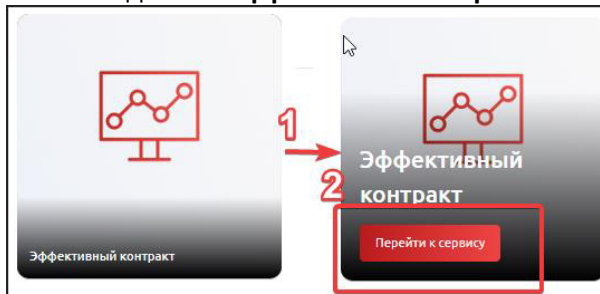 1
Эффективный
2
контракт
Перейти к сервису
Эффективный контракт